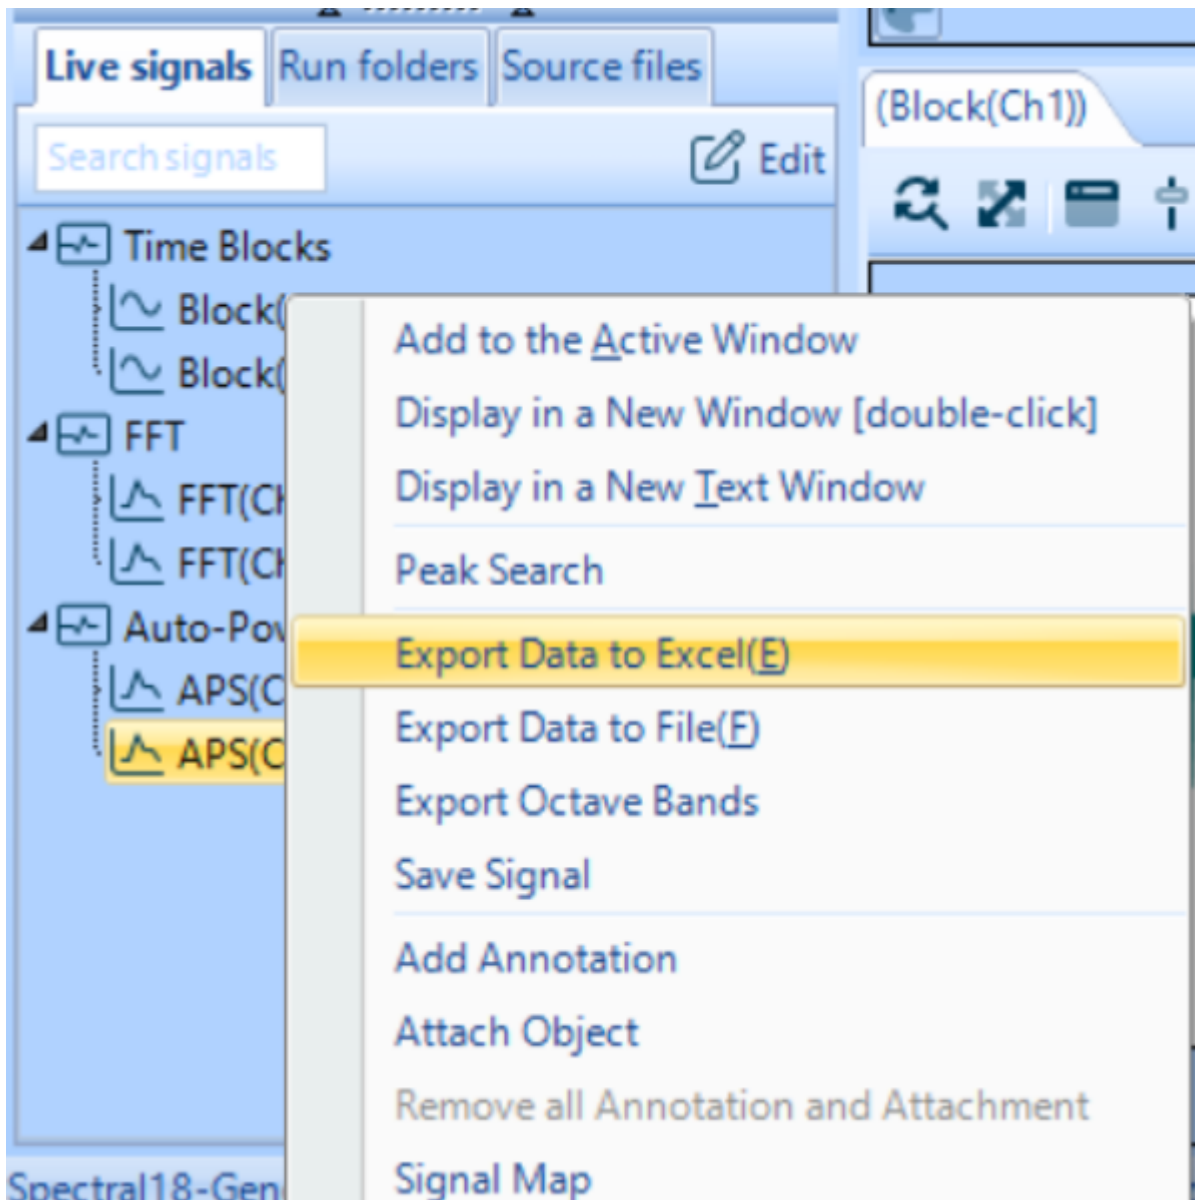 Live signals Run folders Source files
(Block(Ch1))
Search signals Edit
Time Blocks
Block(
Block(
FFT
FFT(Ch
FFT(Ch
Auto-Pow
APS(C
APS(C
Add to the Active Window
Display in a New Window [double-click]
Display in a New Text Window
Peak Search
Export Data to Excel(E)
Export Data to File(F)
Export Octave Bands
Save Signal
Add Annotation
Attach Object
Remove all Annotation and Attachment
Signal Map
Spectral18-Gen